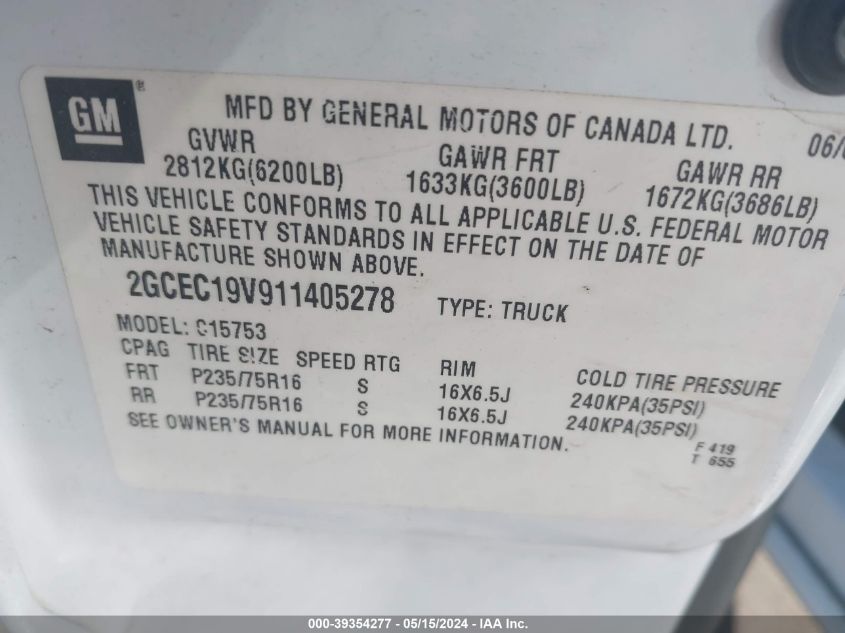 GM®
MFD BY GENERAL MOTORS OF CANADA LTD. 06/
GVWR GAWR FRT GAWR RR
2812KG(6200LB) 1633KG(3600LB) 1672KG(3686LB)
THIS VEHICLE CONFORMS TO ALL APPLICABLE U.S. FEDERAL MOTOR
VEHICLE SAFETY STANDARDS IN EFFECT ON THE DATE OF
MANUFACTURE SHOWN ABOVE.
2GCEC19V911405278 TYPE: TRUCK
MODEL: C15753
CPAG TIRE SIZE SPEED RTG RIM COLD TIRE PRESSURE
FRT P235/75R16 S 16X6.5J 240KPA(35PSI)
RR P235/75R16 S 16X6.5J 240KPA(35PSI)
SEE OWNER'S MANUAL FOR MORE INFORMATION.
F 419
T 655
000-39354277 - 05/15/2024 - IAA Inc.